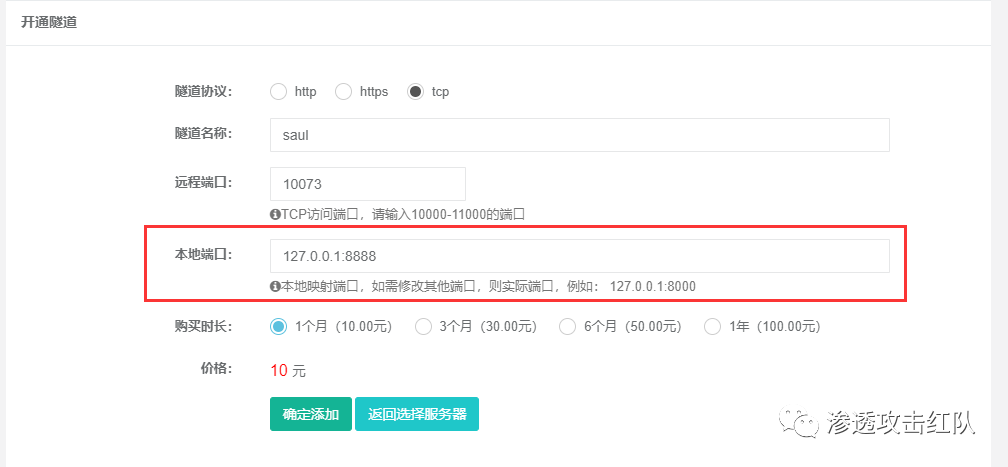 开通隧道
隧道协议： http https tcp
隧道名称： saul
远程端口： 10073
TCP访问端口，请输入10000-11000的端口
本地端口： 127.0.0.1:8888
本地映射端口，如需修改其他端口，则实际端口，例如： 127.0.0.1:8000
购买时长： 1个月（10.00元） 3个月（30.00元） 6个月（50.00元） 1年（100.00元）
价格： 10 元
确定添加 返回选择服务器
渗透攻击红队